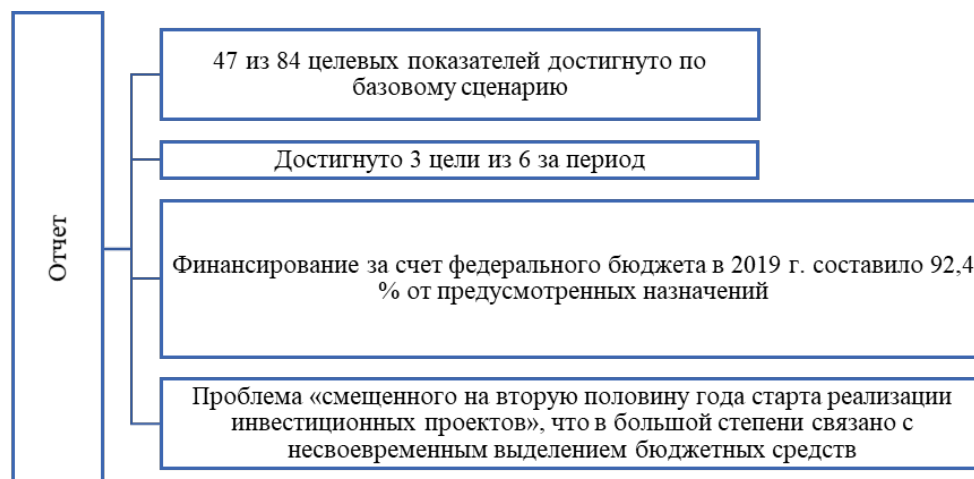 Отчет
47 из 84 целевых показателей достигнуто по
базовому сценарию
Достигнуто 3 цели из 6 за период
Финансирование за счет федерального бюджета в 2019 г. составило 92,4
% от предусмотренных назначений
Проблема «смещенного на вторую половину года старта реализации
инвестиционных проектов», что в большой степени связано с
несвоевременным выделением бюджетных средств